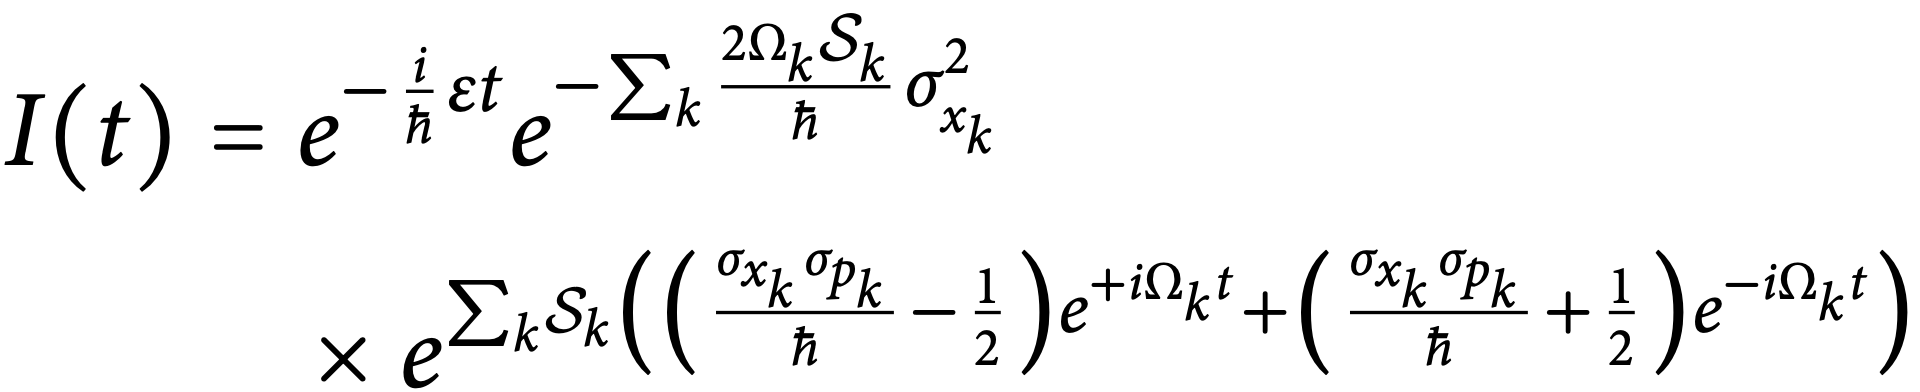 I(t) = e^{-\frac{i}{\hbar} \varepsilon t} e^{-\sum_k \frac{2\Omega_k \mathcal{S}_k}{\hbar} \sigma_{x_k}^2}
\times e^{\sum_k \mathcal{S}_k \left( \left( \frac{\sigma_{x_k} \sigma_{p_k}}{\hbar} - \frac{1}{2} \right) e^{+i\Omega_k t} + \left( \frac{\sigma_{x_k} \sigma_{p_k}}{\hbar} + \frac{1}{2} \right) e^{-i\Omega_k t} \right)}